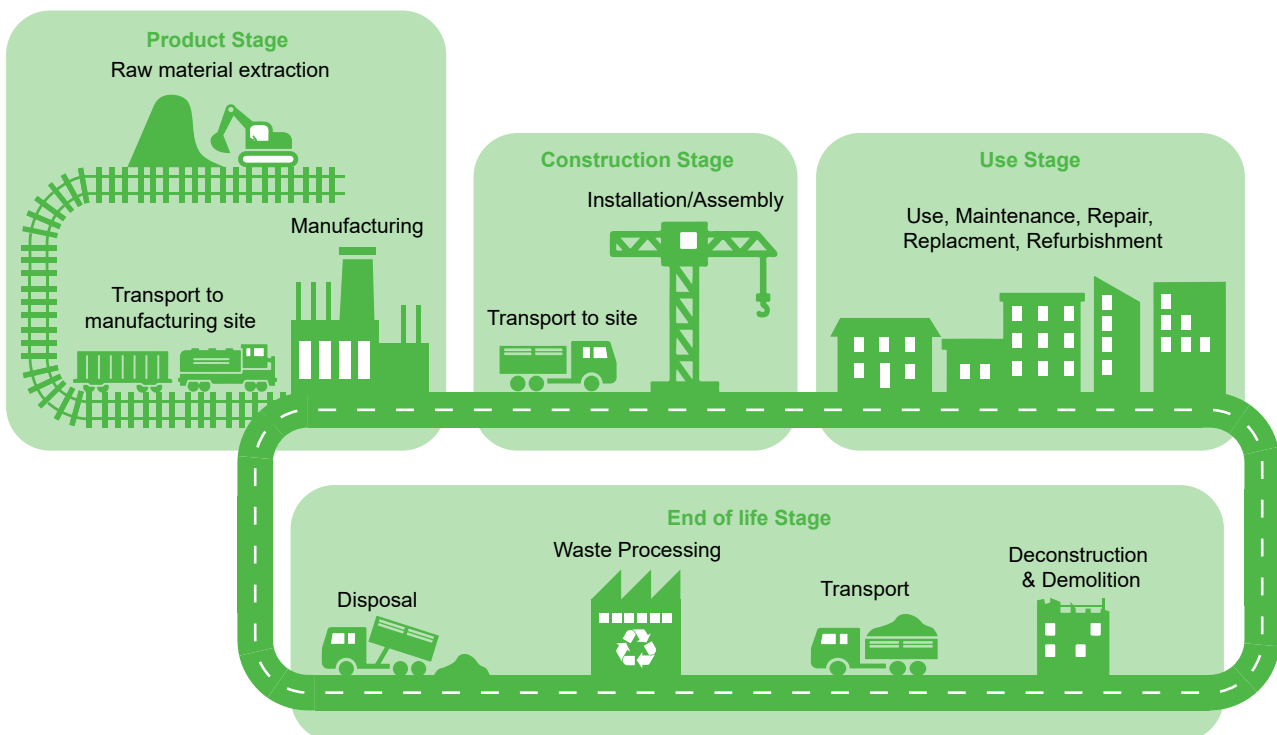 Product Stage
Raw material extraction
Manufacturing
Transport to
manufacturing site
Construction Stage
Installation/Assembly
Transport to site
Use Stage
Use, Maintenance, Repair,
Replacment, Refurbishment
End of life Stage
Deconstruction
& Demolition
Transport
Waste Processing
Disposal